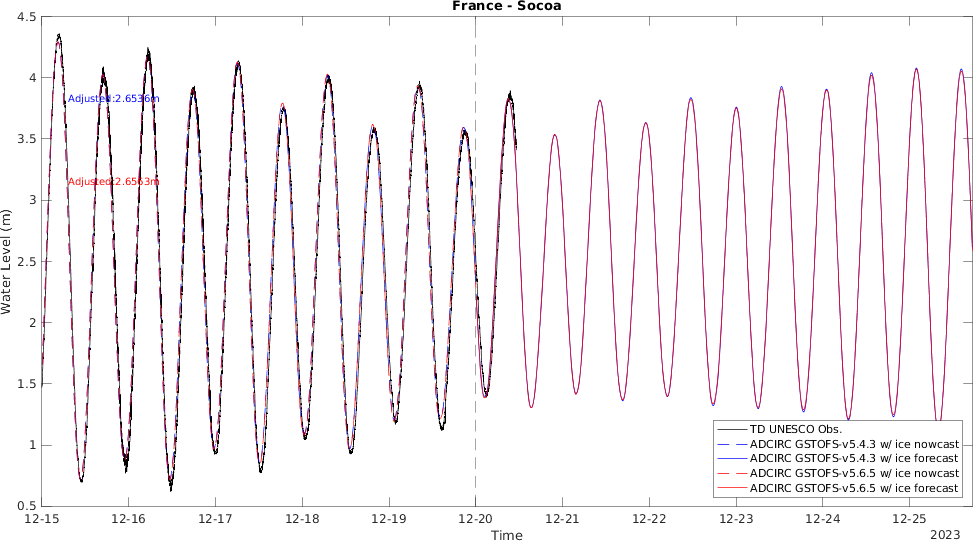 France - Socoa
4.5
4
3.5
3
2.5
2
1.5
1
0.5
Water Level (m)
Adjusted:2.6536m
Adjusted:2.6563m
TD UNESCO Obs.
ADCIRC GSTOFS-v5.4.3 w/ ice nowcast
ADCIRC GSTOFS-v5.4.3 w/ ice forecast
ADCIRC GSTOFS-v5.6.5 w/ ice nowcast
ADCIRC GSTOFS-v5.6.5 w/ ice forecast
12-15 12-16 12-17 12-18 12-19 12-20 12-21 12-22 12-23 12-24 12-25
Time
2023